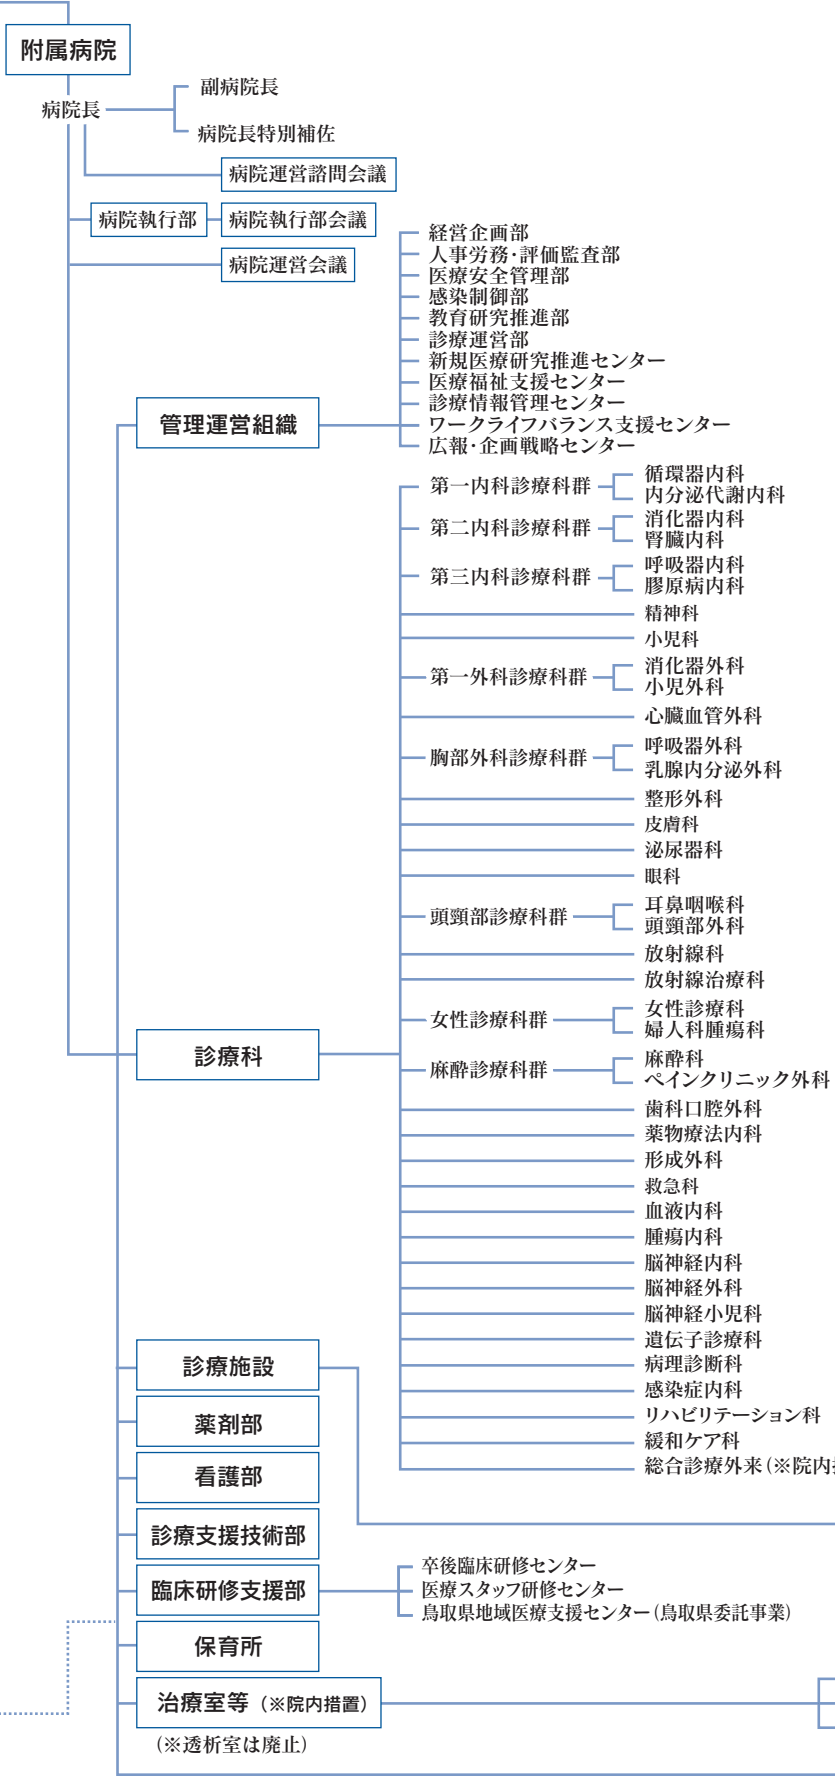 附属病院
病院長
副病院長
病院長特別補佐
病院運営諮問会議
病院執行部
病院執行部会議
病院運営会議
管理運営組織
経営企画部
人事労務・評価監査部
医療安全管理部
感染制御部
教育研究推進部
診療運営部
新規医療研究推進センター
医療福祉支援センター
診療情報管理センター
ワークライフバランス支援センター
広報・企画戦略センター
診療科
第一内科診療科群
循環器内科
内分泌代謝内科
第二内科診療科群
消化器内科
腎臓内科
第三内科診療科群
呼吸器内科
膠原病内科
精神科
小児科
第一外科診療科群
消化器外科
小児外科
心臓血管外科
胸部外科診療科群
呼吸器外科
乳腺内分泌外科
整形外科
皮膚科
泌尿器科
眼科
頭頸部診療科群
耳鼻咽喉科
頭頸部外科
放射線科
放射線治療科
女性診療科群
女性診療科
婦人科腫瘍科
麻酔診療科群
麻酔科
ペインクリニック外科
歯科口腔外科
薬物療法内科
形成外科
救急科
血液内科
腫瘍内科
脳神経内科
脳神経外科
脳神経小児科
遺伝子診療科
病理診断科
感染症内科
リハビリテーション科
緩和ケア科
総合診療外来(※院内
診療施設
薬剤部
看護部
診療支援技術部
臨床研修支援部
卒後臨床研修センター
医療スタッフ研修センター
鳥取県地域医療支援センター(鳥取県委託事業)
保育所
治療室等(※院内措置)
(※透析室は廃止)